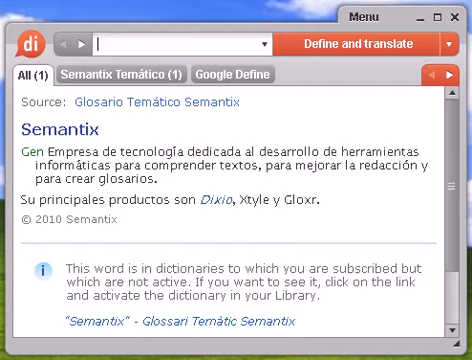 Menu
di
Define and translate
All (1)
Semantix Temático (1)
Google Define
Source: Glosario Temático Semantix
Semantix
Gen Empresa de tecnología dedicada al desarrollo de herramientas
informáticas para comprender textos, para mejorar la redacción y
para crear glosarios.
Su principales productos son Dixio, Xtyle y Gloxr.
© 2010 Semantix
i
This word is in dictionaries to which you are subscribed but
which are not active. If you want to see it, click on the link
and activate the dictionary in your Library.
"Semantix" - Glossari Temàtic Semantix